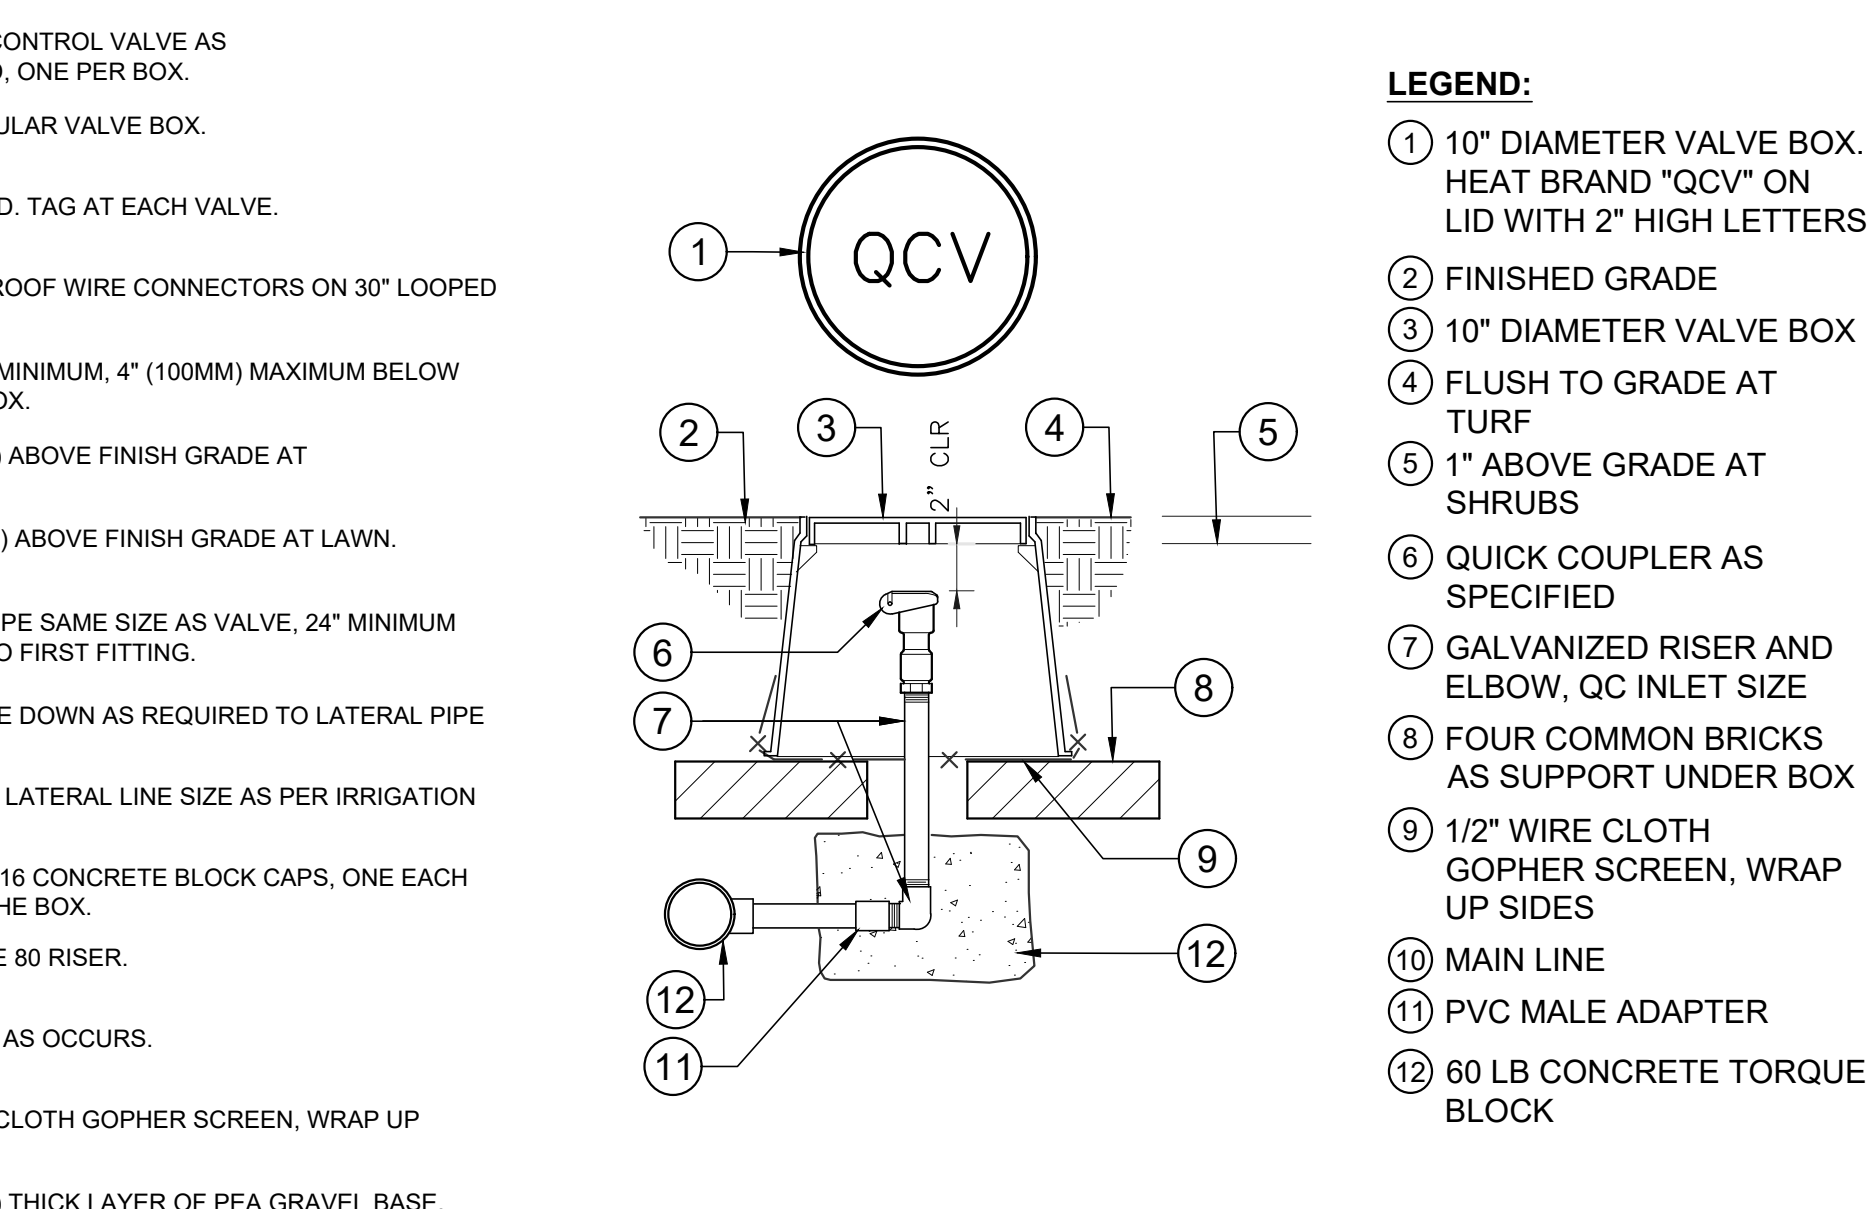 CONTROL VALVE AS
, ONE PER BOX.
ULAR VALVE BOX.
D. TAG AT EACH VALVE.
ROOF WIRE CONNECTORS ON 30" LOOPED
MINIMUM, 4" (100MM) MAXIMUM BELOW
OX.
) ABOVE FINISH GRADE AT
) ABOVE FINISH GRADE AT LAWN.
IPE SAME SIZE AS VALVE, 24" MINIMUM
O FIRST FITTING.
E DOWN AS REQUIRED TO LATERAL PIPE
LATERAL LINE SIZE AS PER IRRIGATION
16 CONCRETE BLOCK CAPS, ONE EACH
HE BOX.
E 80 RISER.
AS OCCURS.
CLOTH GOPHER SCREEN, WRAP UP
) THICK LAYER OF PEA GRAVEL BASE.
QCV
1
2
3
2" CLR
4
5
6
7
8
9
12
12
11
LEGEND:
1 10" DIAMETER VALVE BOX.
HEAT BRAND "QCV" ON
LID WITH 2" HIGH LETTERS
2 FINISHED GRADE
3 10" DIAMETER VALVE BOX
4 FLUSH TO GRADE AT
TURF
5 1" ABOVE GRADE AT
SHRUBS
6 QUICK COUPLER AS
SPECIFIED
7 GALVANIZED RISER AND
ELBOW, QC INLET SIZE
8 FOUR COMMON BRICKS
AS SUPPORT UNDER BOX
9 1/2" WIRE CLOTH
GOPHER SCREEN, WRAP
UP SIDES
10 MAIN LINE
11 PVC MALE ADAPTER
12 60 LB CONCRETE TORQUE
BLOCK